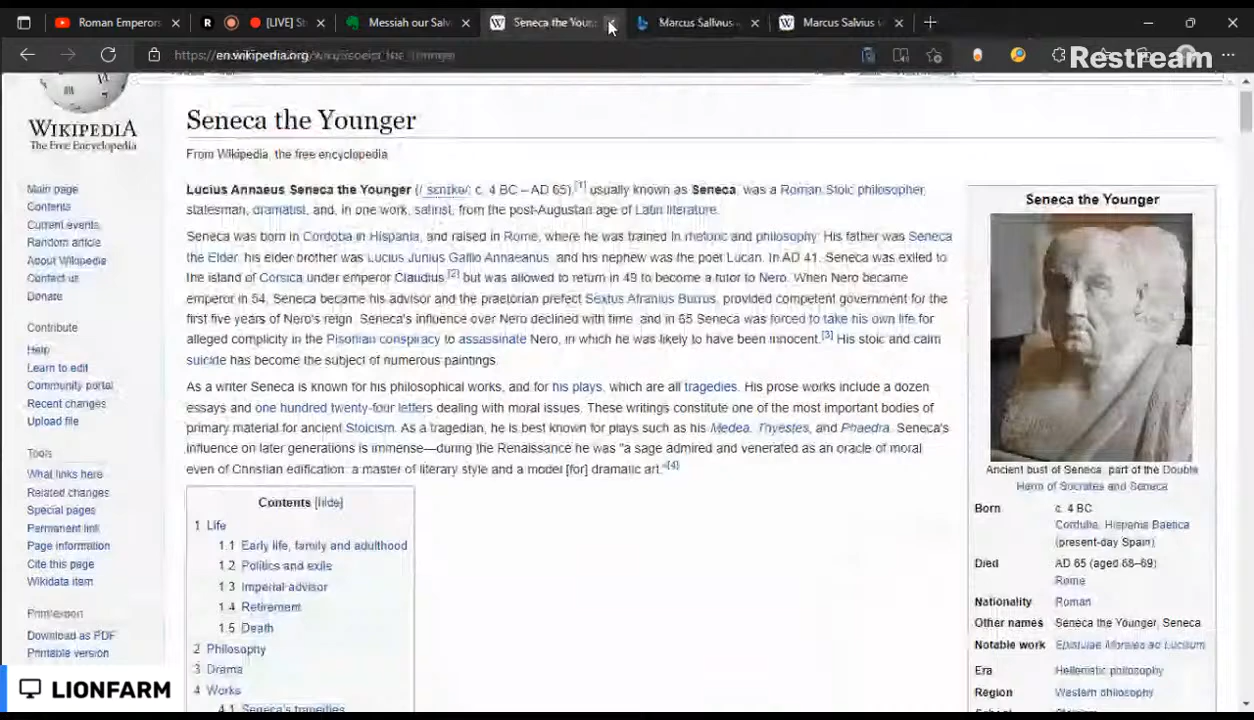 Roman Emperors
R
[LIVE] St
Messiah our Sal
W
Seneca the Youn
Marcus Sallvus
W
Marcus Salvius
https://en.wikipedia.org
Restream
WIKIPEDIA
The Free Encyclopedia
Main page
Contents
Current events
Random article
About Wikipedia
Contact us
Donate
Contribute
Help
Learn to edit
Community portal
Recent changes
Upload file
Tools
What links here
Related changes
Special pages
Permanent link
Page information
Cite this page
Wikidata item
Print/export
Download as PDF
Printable version
Seneca the Younger
From Wikipedia, the free encyclopedia
Lucius Annaeus Seneca the Younger (/ˈsɛnɪkə/; c. 4 BC – AD 65),[1] usually known as Seneca, was a Roman Stoic philosopher,
statesman, dramatist, and, in one work, satirist, from the post-Augustan age of Latin literature.
Seneca was born in Cordoba in Hispania, and raised in Rome, where he was trained in rhetoric and philosophy. His father was Seneca
the Elder, his elder brother was Lucius Junius Gallio Annaeanus, and his nephew was the poet Lucan. In AD 41, Seneca was exiled to
the island of Corsica under emperor Claudius,[2] but was allowed to return in 49 to become a tutor to Nero. When Nero became
emperor in 54, Seneca became his advisor and the praetorian prefect Sextus Afranius Burrus, provided competent government for the
first five years of Nero's reign. Seneca's influence over Nero declined with time, and in 65 Seneca was forced to take his own life for
alleged complicity in the Pisonian conspiracy to assassinate Nero, in which he was likely to have been innocent.[3] His stoic and calm
suicide has become the subject of numerous paintings.
As a writer Seneca is known for his philosophical works, and for his plays, which are all tragedies. His prose works include a dozen
essays and one hundred twenty-four letters dealing with moral issues. These writings constitute one of the most important bodies of
primary material for ancient Stoicism. As a tragedian, he is best known for plays such as his Medea, Thyestes, and Phaedra. Seneca's
influence on later generations is immense—during the Renaissance he was "a sage admired and venerated as an oracle of moral
even of Christian edification; a master of literary style and a model [for] dramatic art."[4]
Contents [hide]
1 Life
1.1 Early life, family and adulthood
1.2 Politics and exile
1.3 Imperial advisor
1.4 Retirement
1.5 Death
2 Philosophy
3 Drama
4 Works
4.1 Seneca's tragedies
Seneca the Younger
Ancient bust of Seneca, part of the Double
Herm of Socrates and Seneca
Born c. 4 BC
Corduba, Hispania Baetica
(present-day Spain)
Died AD 65 (aged 68–69)
Rome
Nationality Roman
Other names Seneca the Younger, Seneca
Notable work Epistulae Morales ad Lucilium
Era Hellenistic philosophy
Region Western philosophy
LIONFARM